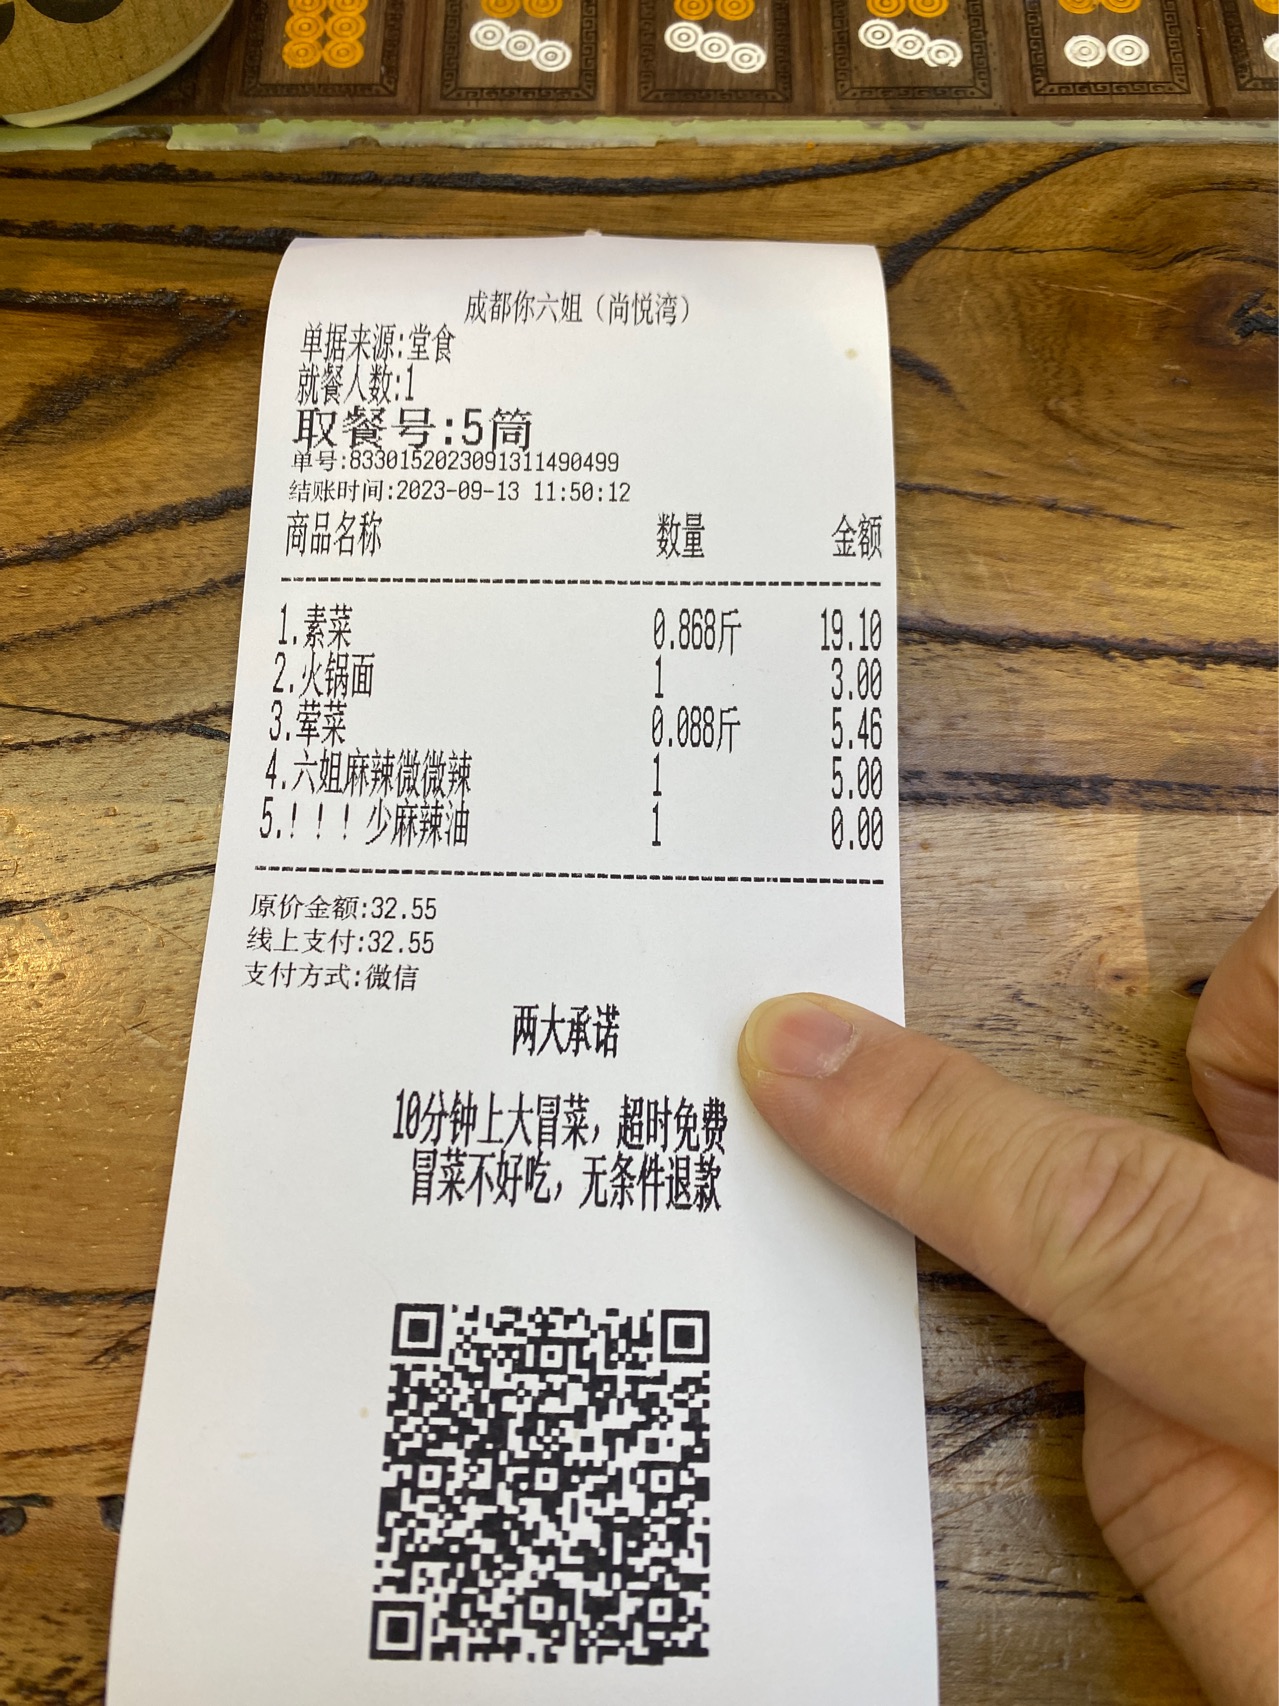 成都你六姐（尚悦湾）
单据来源:堂食
就餐人数:1
取餐号:5筒
单号:8330152023091311490499
结账时间:2023-09-13 11:50:12
商品名称 数量 金额
1.素菜 0.868斤 19.10
2.火锅面 1 3.00
3.荤菜 0.088斤 5.46
4.六姐麻辣微微辣 1 5.00
5.！！！少麻辣油 1 0.00
原价金额:32.55
线上支付:32.55
支付方式:微信
两大承诺
10分钟上大冒菜，超时免费
冒菜不好吃，无条件退款